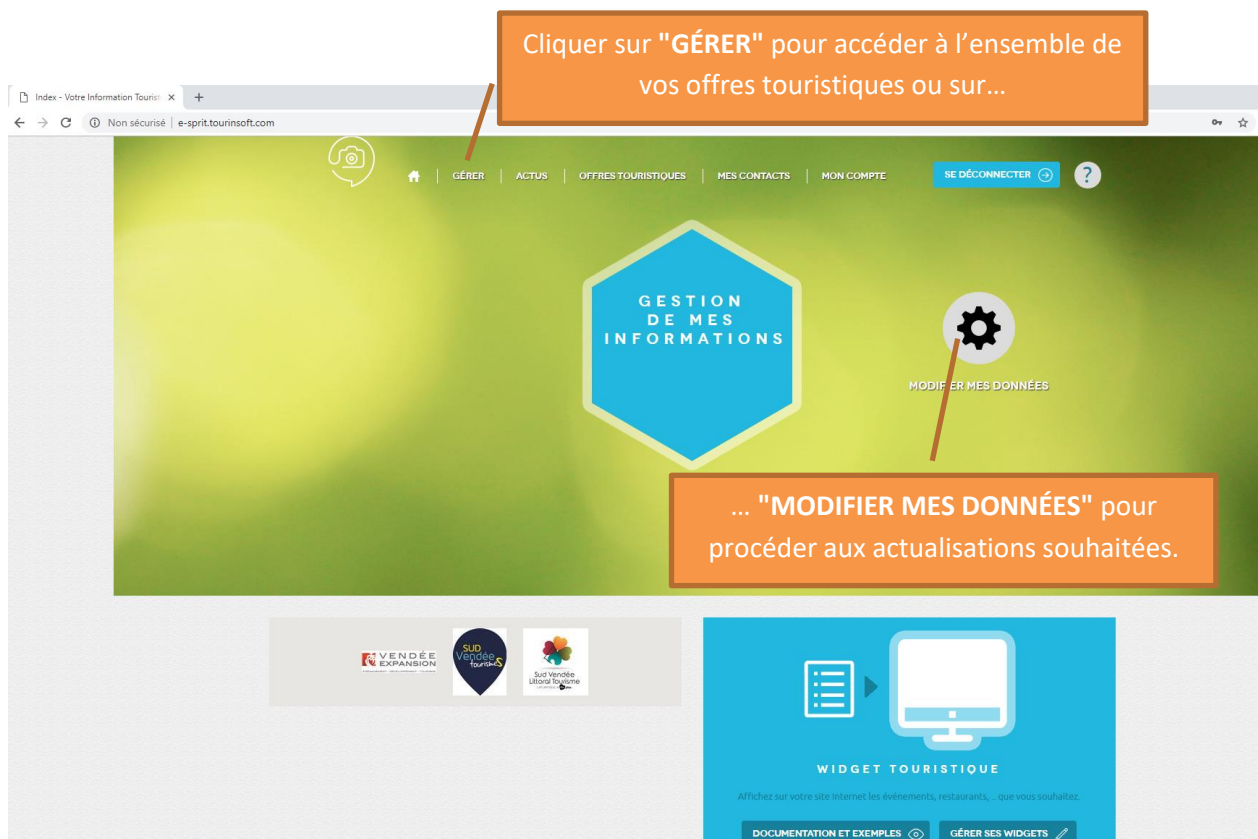 Cliquer sur "GÉRER" pour accéder à l’ensemble de
vos offres touristiques ou sur…
Index - Votre Information Tourist
Non sécurisé | e-sprit.tourinsoft.com
GÉRER | ACTUS | OFFRES TOURISTIQUES | MES CONTACTS | MON COMPTE
SE DÉCONNECTER
?
GESTION
DE MES
INFORMATIONS
MODIFIER MES DONNÉES
… "MODIFIER MES DONNÉES" pour
procéder aux actualisations souhaitées.
VENDÉE
EXPANSION
SUD
Vendée
tourismeS
Sud Vendée
Littoral Tourisme
WIDGET TOURISTIQUE
Affichez sur votre site Internet les événements, restaurants, .. que vous souhaitez.
DOCUMENTATION ET EXEMPLES
GÉRER SES WIDGETS